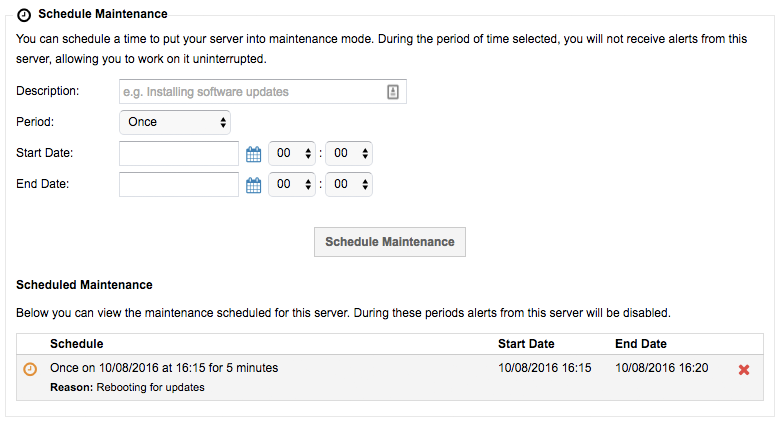 Schedule Maintenance
You can schedule a time to put your server into maintenance mode. During the period of time selected, you will not receive alerts from this
server, allowing you to work on it uninterrupted.
Description: e.g. Installing software updates
Period: Once
Start Date: 00 : 00
End Date: 00 : 00
Schedule Maintenance
Scheduled Maintenance
Below you can view the maintenance scheduled for this server. During these periods alerts from this server will be disabled.
Schedule Start Date End Date
Once on 10/08/2016 at 16:15 for 5 minutes 10/08/2016 16:15 10/08/2016 16:20
Reason: Rebooting for updates